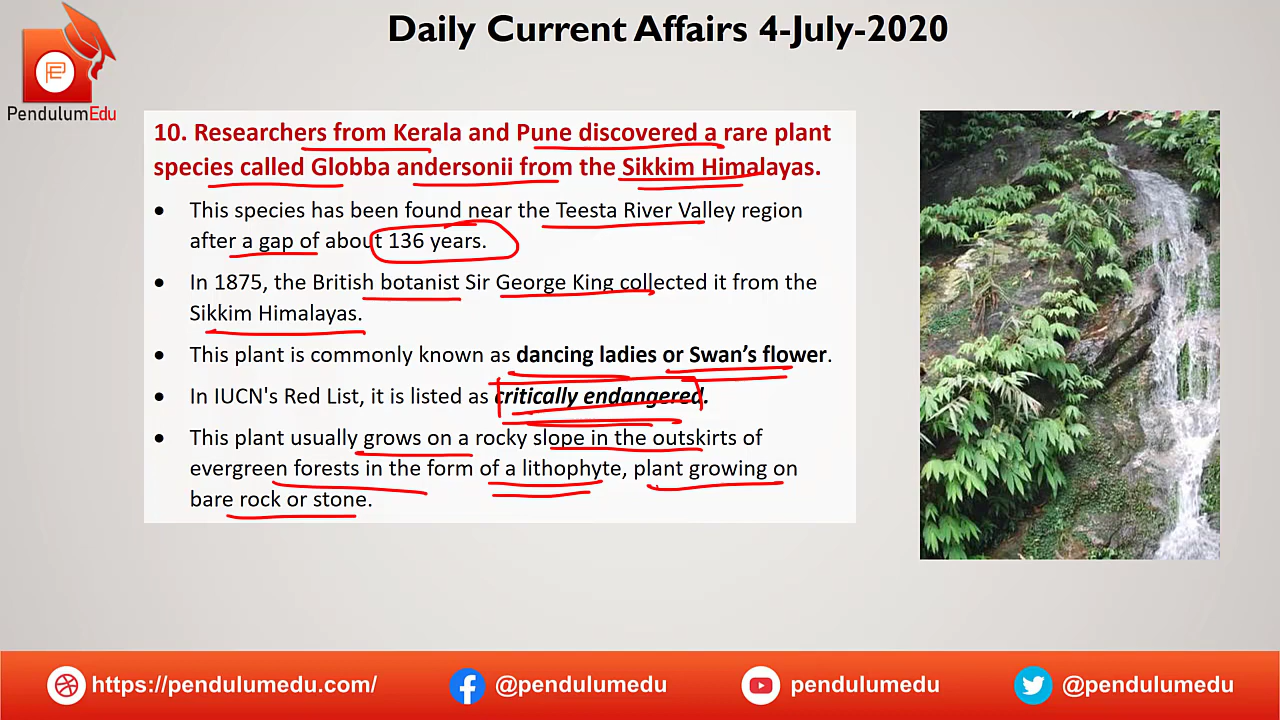 Daily Current Affairs 4-July-2020
PendulumEdu
10. Researchers from Kerala and Pune discovered a rare plant
species called Globba andersonii from the Sikkim Himalayas.
• This species has been found near the Teesta River Valley region
after a gap of about 136 years.
• In 1875, the British botanist Sir George King collected it from the
Sikkim Himalayas.
• This plant is commonly known as dancing ladies or Swan's flower.
• In IUCN's Red List, it is listed as critically endangered.
• This plant usually grows on a rocky slope in the outskirts of
evergreen forests in the form of a lithophyte, plant growing on
bare rock or stone.
https://pendulumedu.com/
@pendulumedu
pendulumedu
@pendulumedu